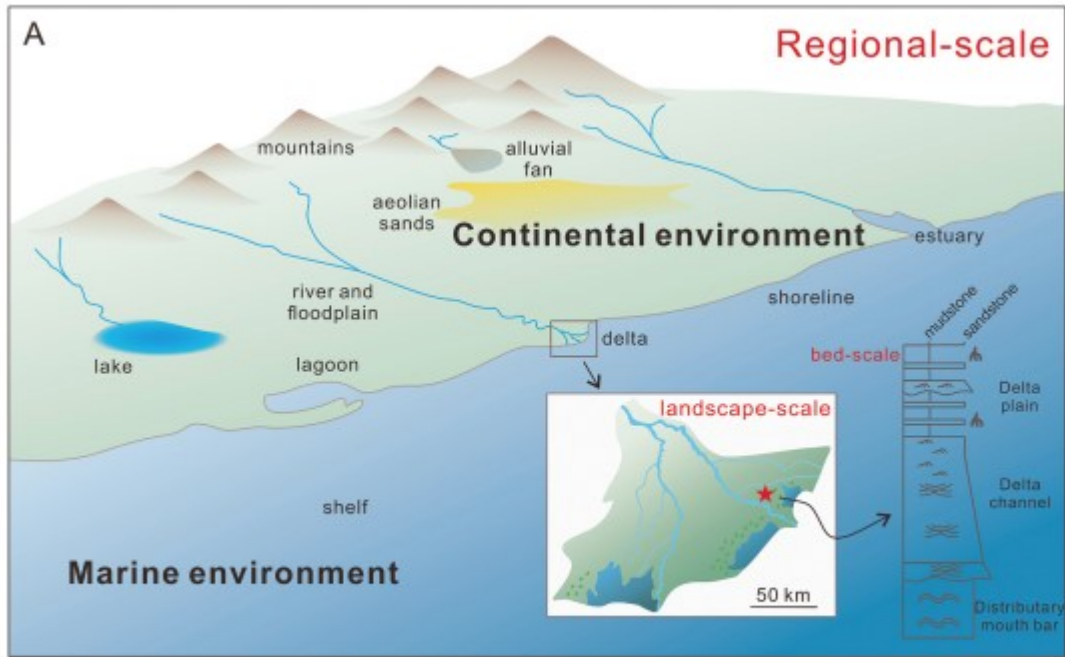 A
Regional-scale
mountains
alluvial
fan
aeolian
sands
Continental environment
estuary
river and
floodplain
shoreline
mudstone
sandstone
delta
bed-scale
lake
lagoon
Delta
plain
landscape-scale
Delta
channel
shelf
Marine environment
50 km
Distributary
mouth bar